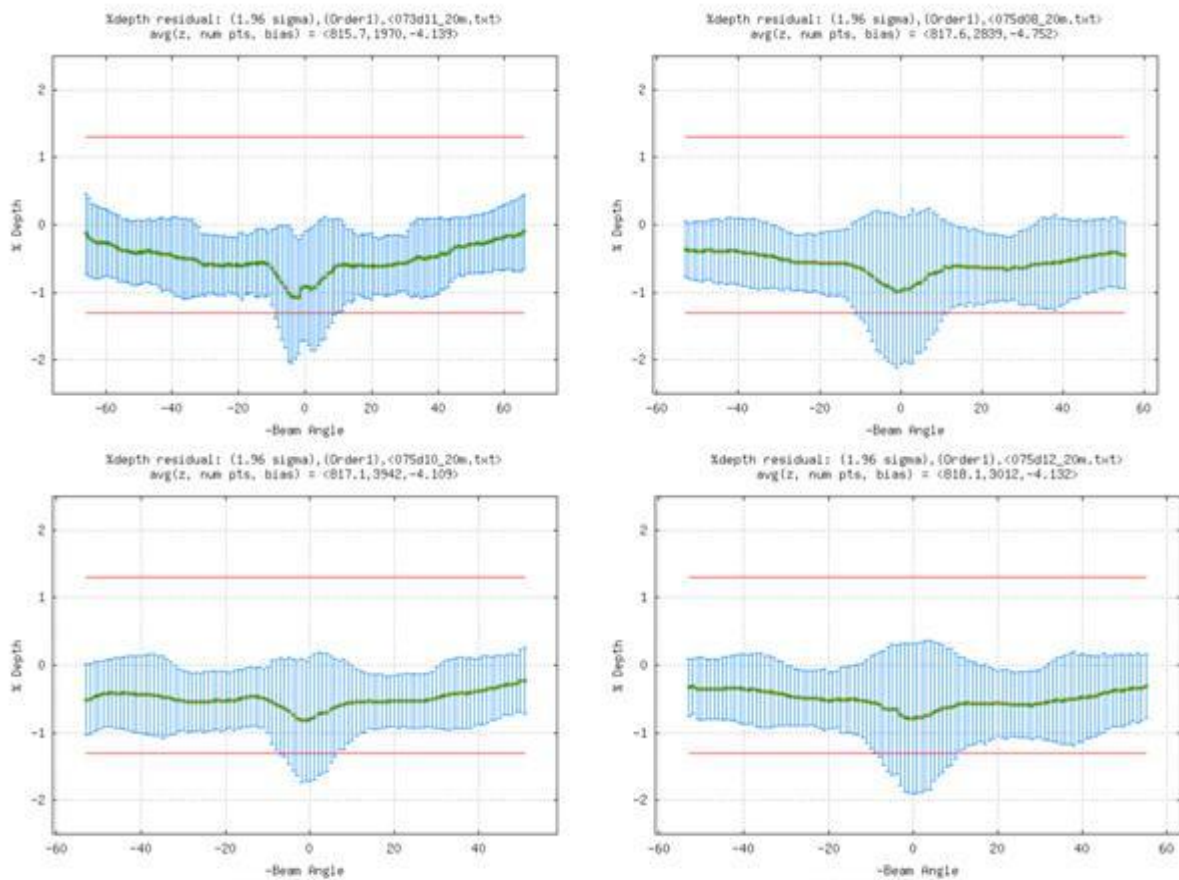 %depth residual: (1.96 sigma),(Order1),<073d11_20m.txt>
avg(z, num pts, bias) = <815.7,1970,-4.139>
2
1
0
-1
-2
% Depth
-60 -40 -20 0 20 40 60
-Beam Angle
%depth residual: (1.96 sigma),(Order1),<075d08_20m.txt>
avg(z, num pts, bias) = <817.6,2839,-4.752>
2
1
0
-1
-2
% Depth
-60 -40 -20 0 20 40 60
-Beam Angle
%depth residual: (1.96 sigma),(Order1),<075d10_20m.txt>
avg(z, num pts, bias) = <817.1,3942,-4.109>
2
1
0
-1
-2
% Depth
-60 -40 -20 0 20 40 60
-Beam Angle
%depth residual: (1.96 sigma),(Order1),<075d12_20m.txt>
avg(z, num pts, bias) = <818.1,3012,-4.132>
2
1
0
-1
-2
% Depth
-60 -40 -20 0 20 40 60
-Beam Angle